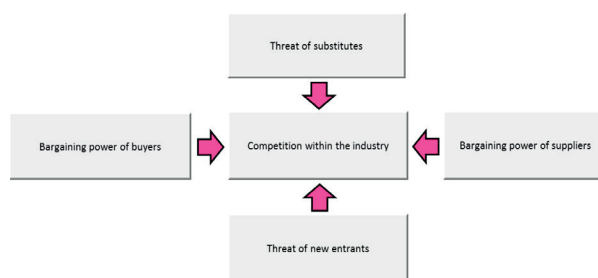 Threat of substitutes
Bargaining power of buyers
Competition within the industry
Bargaining power of suppliers
Threat of new entrants